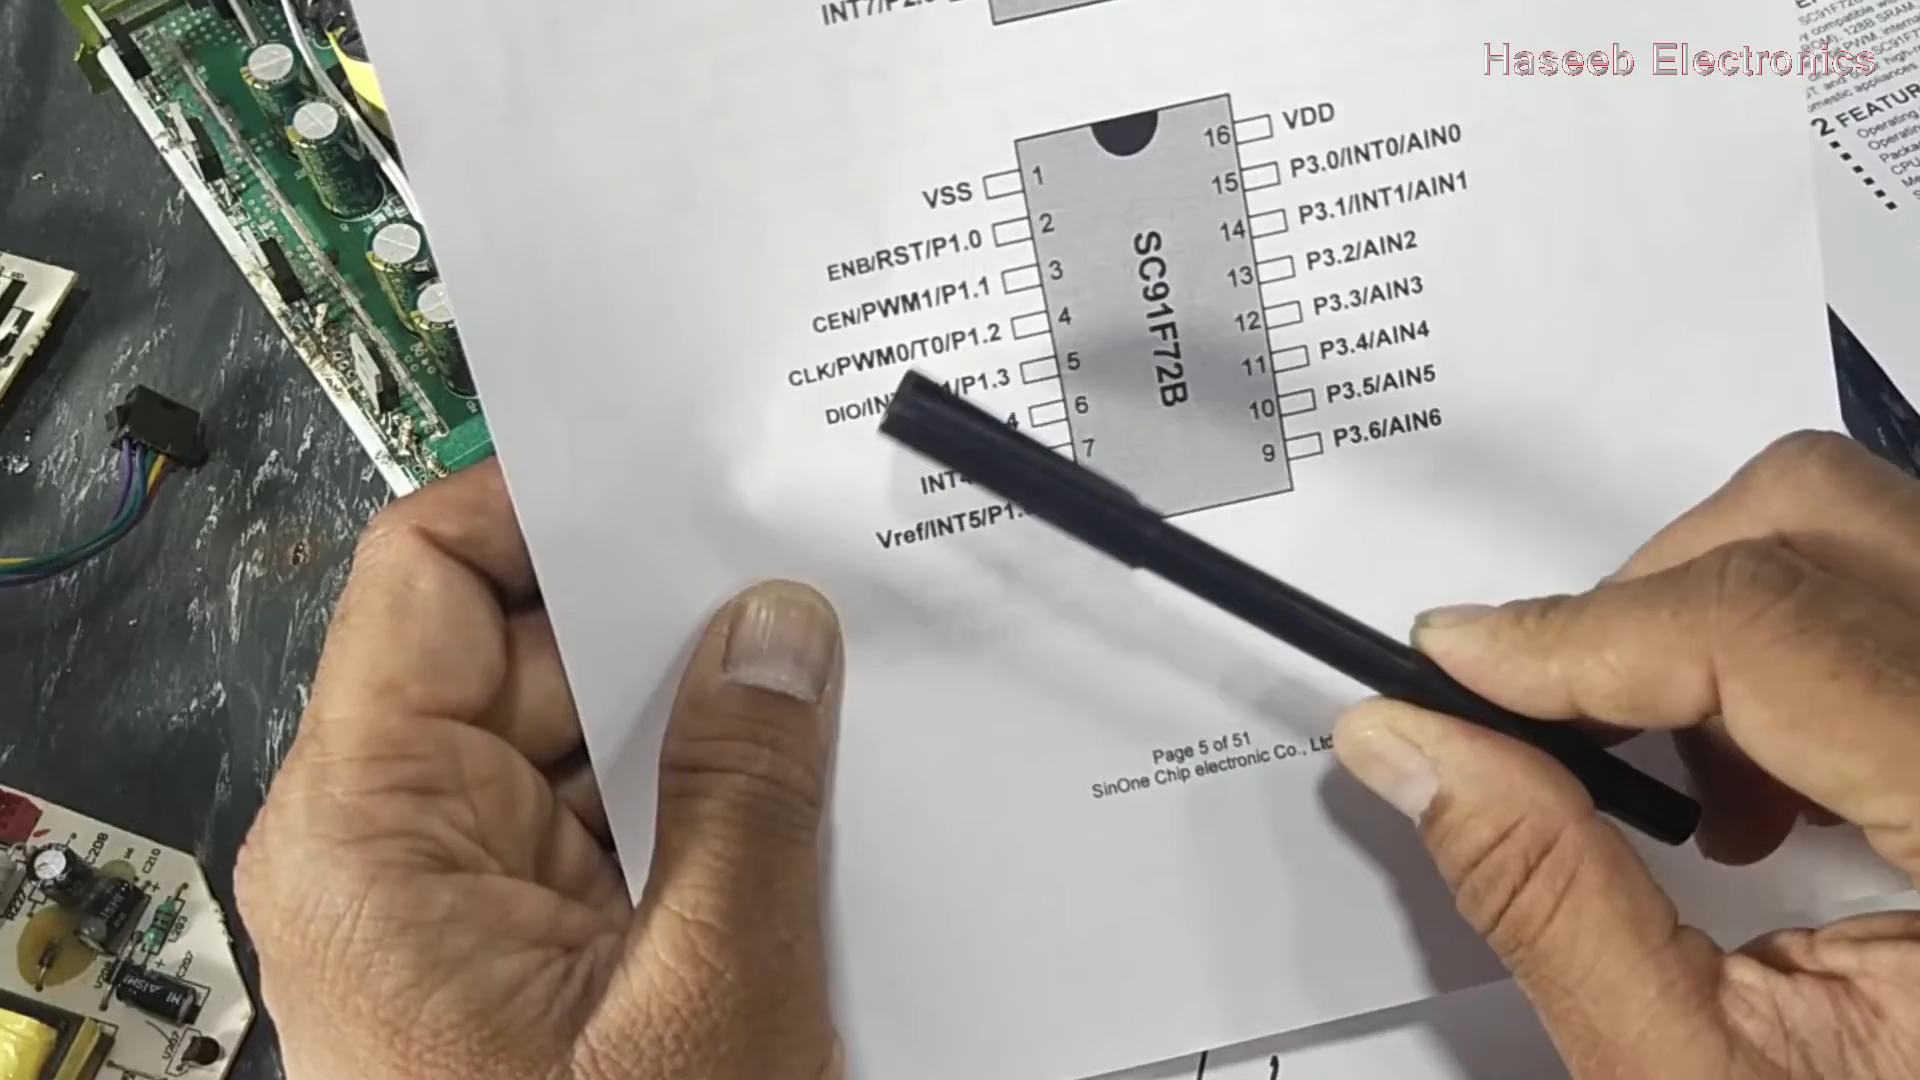 Haseeb Electronics
2 FEATUR
VSS 1
ENB/RST/P1.0 2
CEN/PWM1/P1.1 3
CLK/PWM0/T0/P1.2 4
5
6
7
Vref/INT5/P1.
SC91F72B
16 VDD
15 P3.0/INT0/AIN0
14 P3.1/INT1/AIN1
13 P3.2/AIN2
12 P3.3/AIN3
11 P3.4/AIN4
10 P3.5/AIN5
9 P3.6/AIN6
Page 5 of 51
SinOne Chip electronic Co., Ltd
C208
C210